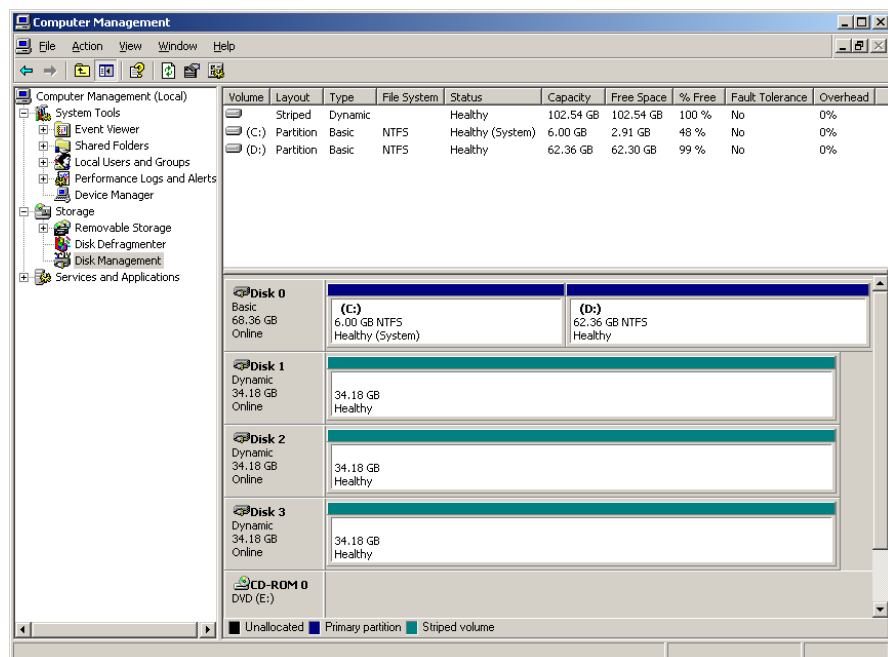 Computer Management
File Action View Window Help
Computer Management (Local)
System Tools
Event Viewer
Shared Folders
Local Users and Groups
Performance Logs and Alerts
Device Manager
Storage
Removable Storage
Disk Defragmenter
Disk Management
Services and Applications
Volume Layout Type File System Status Capacity Free Space % Free Fault Tolerance Overhead
Striped Dynamic Healthy 102.54 GB 102.54 GB 100 % No 0%
(C:) Partition Basic NTFS Healthy (System) 6.00 GB 2.91 GB 48 % No 0%
(D:) Partition Basic NTFS Healthy 62.36 GB 62.30 GB 99 % No 0%
Disk 0
Basic
68.36 GB
Online
(C:)
6.00 GB NTFS
Healthy (System)
(D:)
62.36 GB NTFS
Healthy
Disk 1
Dynamic
34.18 GB
Online
34.18 GB
Healthy
Disk 2
Dynamic
34.18 GB
Online
34.18 GB
Healthy
Disk 3
Dynamic
34.18 GB
Online
34.18 GB
Healthy
CD-ROM 0
DVD (E:)
Unallocated Primary partition Striped volume